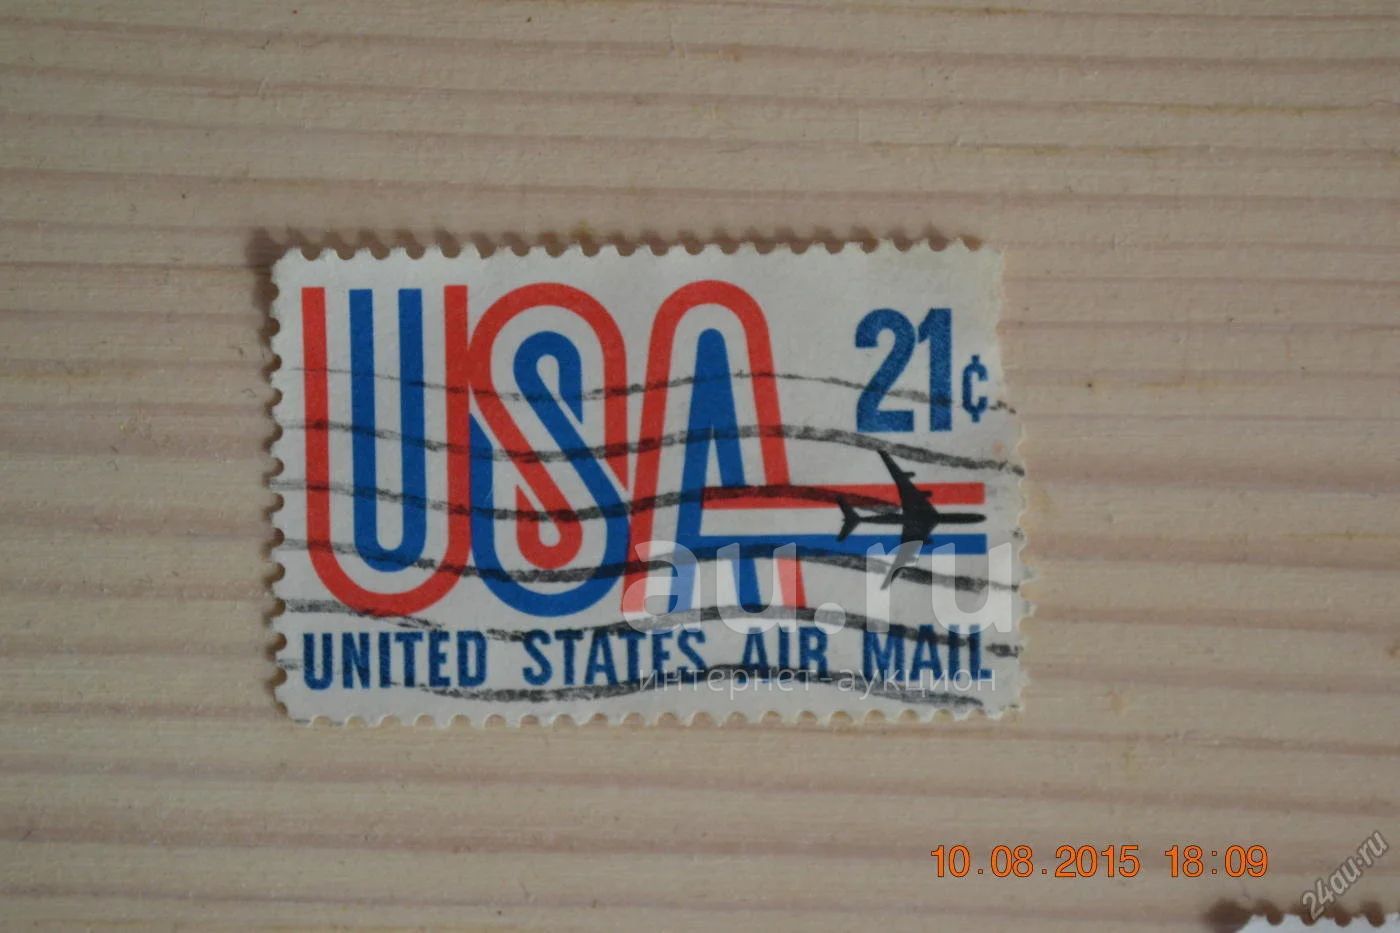 USA
21¢
UNITED STATES AIR MAIL
au.ru
интернет-аукцион
10.08.2015 18:09
24au.ru